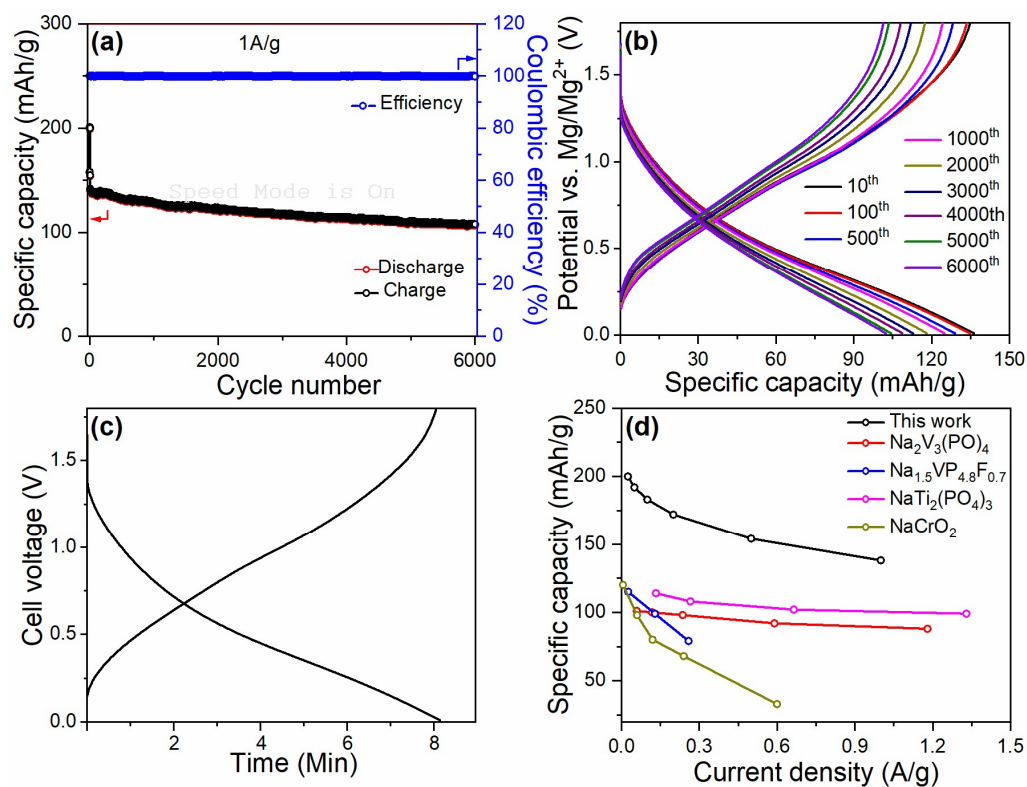 (a)
1A/g
300
200
100
0
Specific capacity (mAh/g)
120
100
80
60
40
20
0
Coulombic efficiency (%)
Efficiency
Speed Mode is On
Discharge
Charge
0
2000
4000
6000
Cycle number
(b)
1.5
1.0
0.5
0.0
Potential vs. Mg/Mg²⁺ (V)
10th
100th
500th
1000th
2000th
3000th
4000th
5000th
6000th
0
30
60
90
120
150
Specific capacity (mAh/g)
(c)
1.5
1.0
0.5
0.0
Cell voltage (V)
2
4
6
8
Time (Min)
(d)
250
200
150
100
50
Specific capacity (mAh/g)
This work
Na₂V₃(PO)₄
Na₁.₅VP₄.₈F₀.₇
NaTi₂(PO₄)₃
NaCrO₂
0.0
0.3
0.6
0.9
1.2
1.5
Current density (A/g)